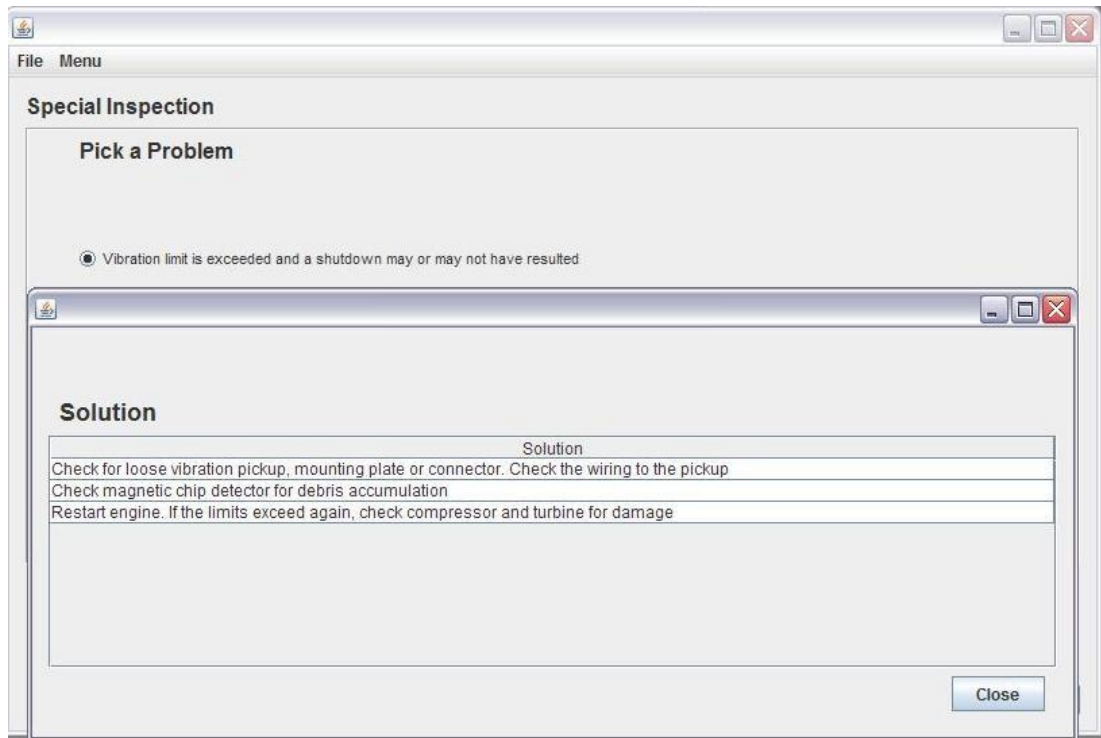 File Menu
Special Inspection
Pick a Problem
Vibration limit is exceeded and a shutdown may or may not have resulted
Solution
Solution
Check for loose vibration pickup, mounting plate or connector. Check the wiring to the pickup
Check magnetic chip detector for debris accumulation
Restart engine. If the limits exceed again, check compressor and turbine for damage
Close